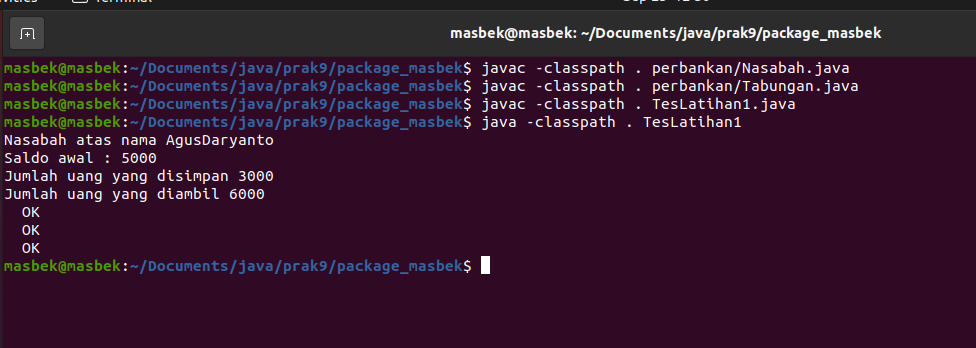 Terminal
masbek@masbek: ~/Documents/java/prak9/package_masbek
masbek@masbek:~/Documents/java/prak9/package_masbek$ javac -classpath . perbankan/Nasabah.java
masbek@masbek:~/Documents/java/prak9/package_masbek$ javac -classpath . perbankan/Tabungan.java
masbek@masbek:~/Documents/java/prak9/package_masbek$ javac -classpath . TesLatihan1.java
masbek@masbek:~/Documents/java/prak9/package_masbek$ java -classpath . TesLatihan1
Nasabah atas nama AgusDaryanto
Saldo awal : 5000
Jumlah uang yang disimpan 3000
Jumlah uang yang diambil 6000
  OK
  OK
  OK
masbek@masbek:~/Documents/java/prak9/package_masbek$